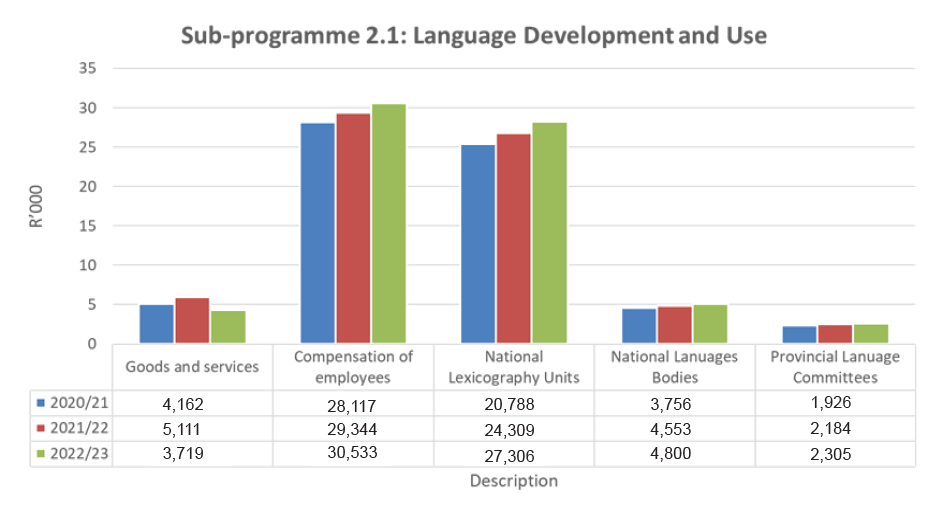 Sub-programme 2.1: Language Development and Use
35
30
25
20
15
10
5
0
R'000
Goods and services
Compensation of
employees
National
Lexicography Units
National Lanuages
Bodies
Provincial Lanuage
Committees
2020/21 4,162 28,117 20,788 3,756 1,926
2021/22 5,111 29,344 24,309 4,553 2,184
2022/23 3,719 30,533 27,306 4,800 2,305
Description